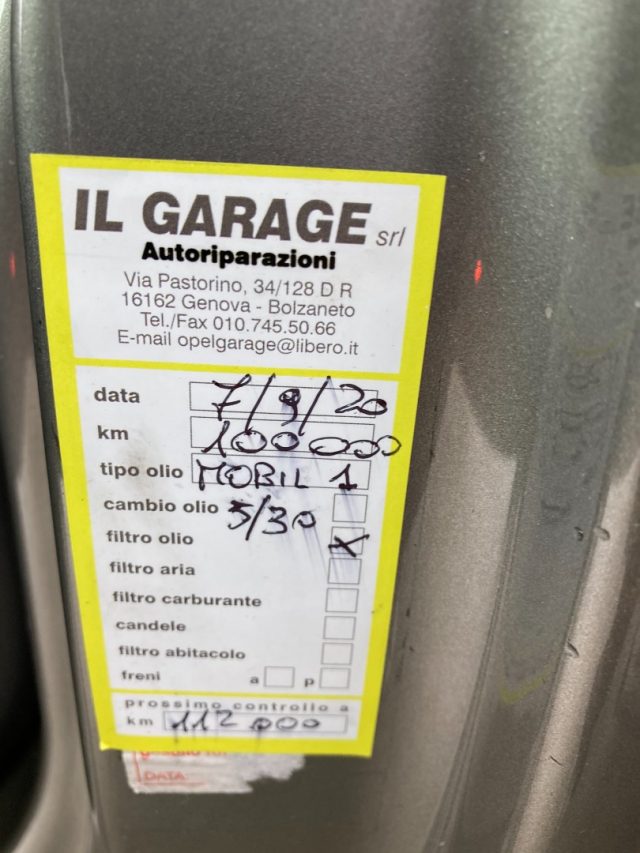 IL GARAGE srl
Autoriparazioni
Via Pastorino, 34/128 D R
16162 Genova - Bolzaneto
Tel./Fax 010.745.50.66
E-mail opelgarage@libero.it
data 7/9/20
km 100000
tipo olio MOBIL 1
cambio olio 5/30
filtro olio X
filtro aria
filtro carburante
candele
filtro abitacolo
freni a p
prossimo controllo a
km 112000
DATA